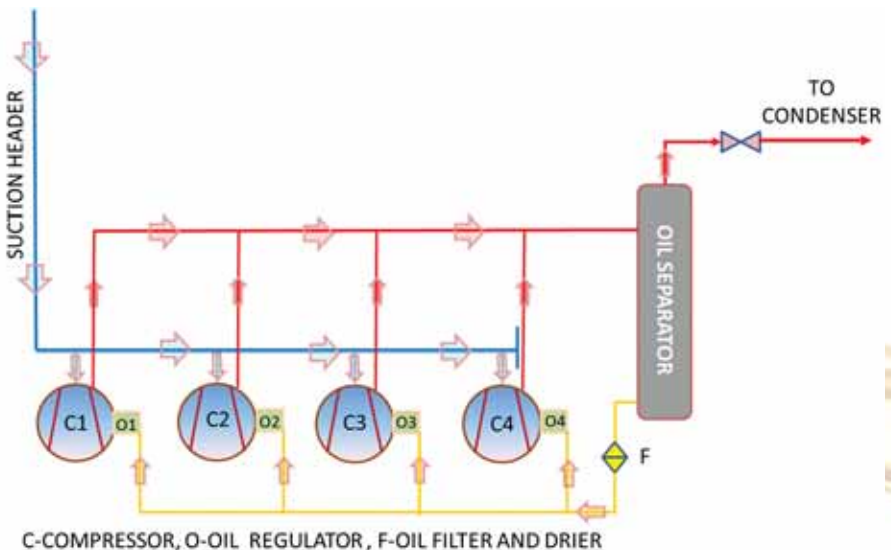 SUCTION HEADER
TO
CONDENSER
OIL SEPARATOR
C1
O1
C2
O2
C3
O3
C4
O4
F
C-COMPRESSOR, O-OIL REGULATOR , F-OIL FILTER AND DRIER